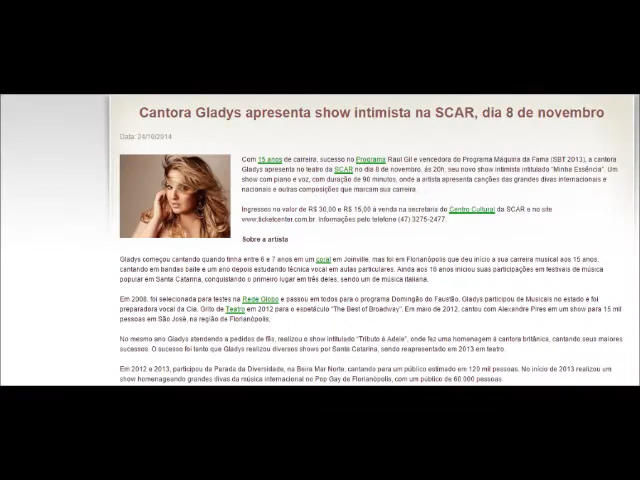 Cantora Gladys apresenta show intimista na SCAR, dia 8 de novembro
Data: 24/10/2014
Com 15 anos de carreira, sucesso no Programa Raul Gil e vencedora do Programa Máquina da Fama (SBT 2013), a cantora
Gladys apresenta no teatro da SCAR no dia 8 de novembro, às 20h, seu novo show intimista intitulado "Minha Essência". Um
show com piano e voz, com duração de 90 minutos, onde a artista apresenta canções das grandes divas internacionais e
nacionais e outras composições que marcam sua carreira.
Ingressos no valor de R$ 30,00 e R$ 15,00 à venda na secretaria do Centro Cultural da SCAR e no site
www.ticketcenter.com.br. Informações pelo telefone (47) 3275-2477.
Sobre a artista
Gladys começou cantando quando tinha entre 6 e 7 anos em um coral em Joinville, mas foi em Florianópolis que deu início a sua carreira musical aos 15 anos,
cantando em bandas baile e um ano depois estudando técnica vocal em aulas particulares. Ainda aos 16 anos iniciou suas participações em festivais de música
popular em Santa Catarina, conquistando o primeiro lugar em três deles, sendo um de música italiana.
Em 2008, foi selecionada para testes na Rede Globo e passou em todos para o programa Domingão do Faustão. Gladys participou de Musicais no estado e foi
preparadora vocal da Cia. Grito de Teatro em 2012 para o espetáculo "The Best of Broadway". Em maio de 2012, cantou com Alexandre Pires em um show para 15 mil
pessoas em São José, na região de Florianópolis.
No mesmo ano Gladys atendendo a pedidos de fãs, realizou o show intitulado "Tributo à Adele", onde fez uma homenagem à cantora britânica, cantando seus maiores
sucessos. O sucesso foi tanto que Gladys realizou diversos shows por Santa Catarina, sendo reapresentado em 2013 em teatro.
Em 2012 e 2013, participou da Parada da Diversidade, na Beira Mar Norte, cantando para um público estimado em 120 mil pessoas. No início de 2013 realizou um
show homenageando grandes divas da música internacional no Pop Gay de Florianópolis, com um público de 60.000 pessoas.